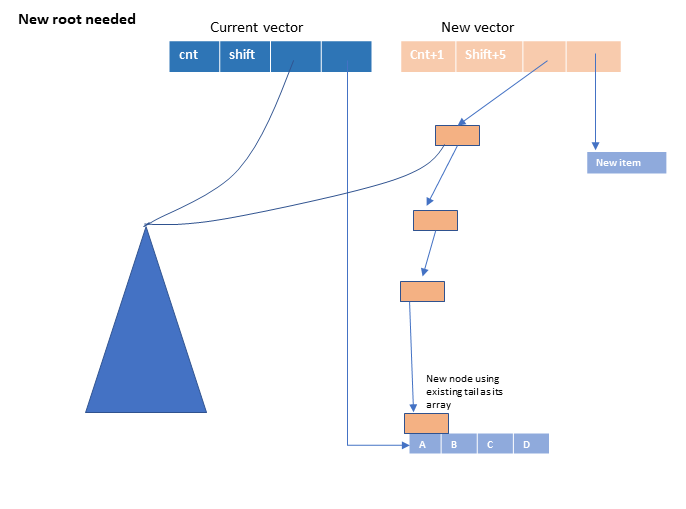 New root needed
Current vector
New vector
cnt
shift
Cnt+1
Shift+5
New item
New node using
existing tail as its
array
A
B
C
D